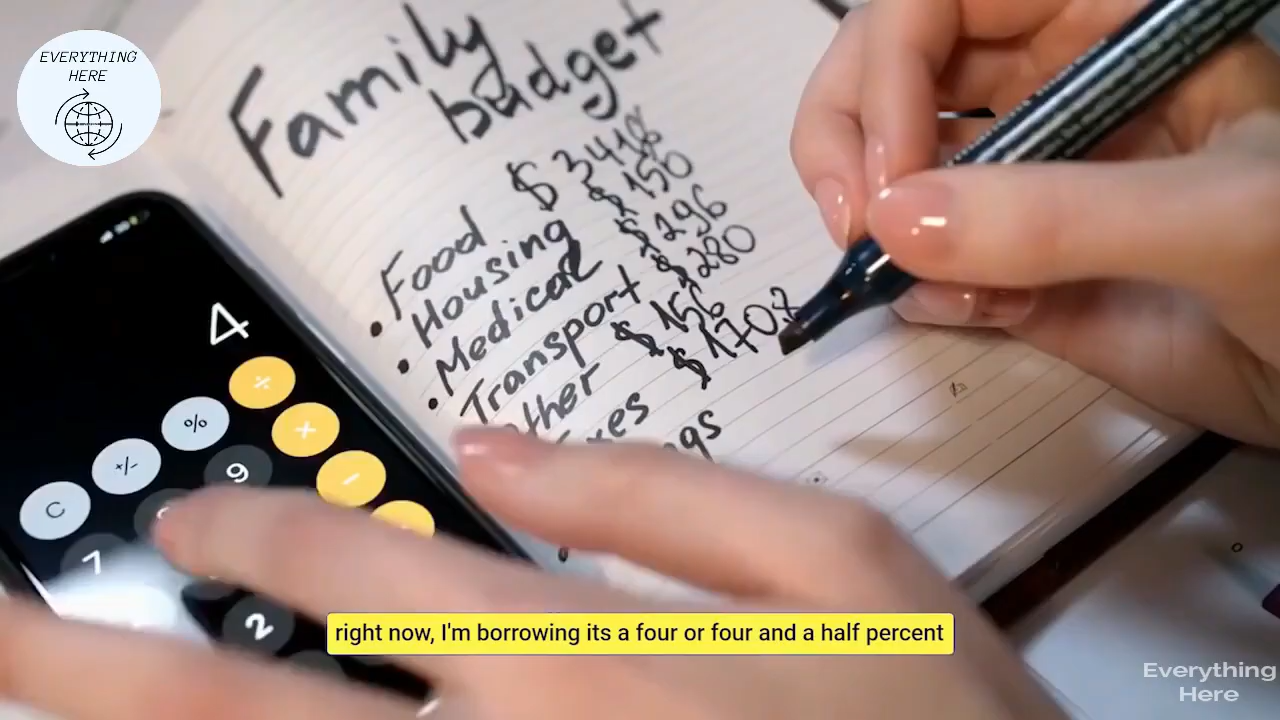 EVERYTHING
HERE
Family
budget
Food $ 3418
Housing $ 150
Medical $ 296
Transport $ 280
Other $ 156
$ 1708
4
÷
%
×
+/-
9
−
C
7
2
right now, I'm borrowing its a four or four and a half percent
Everything
Here